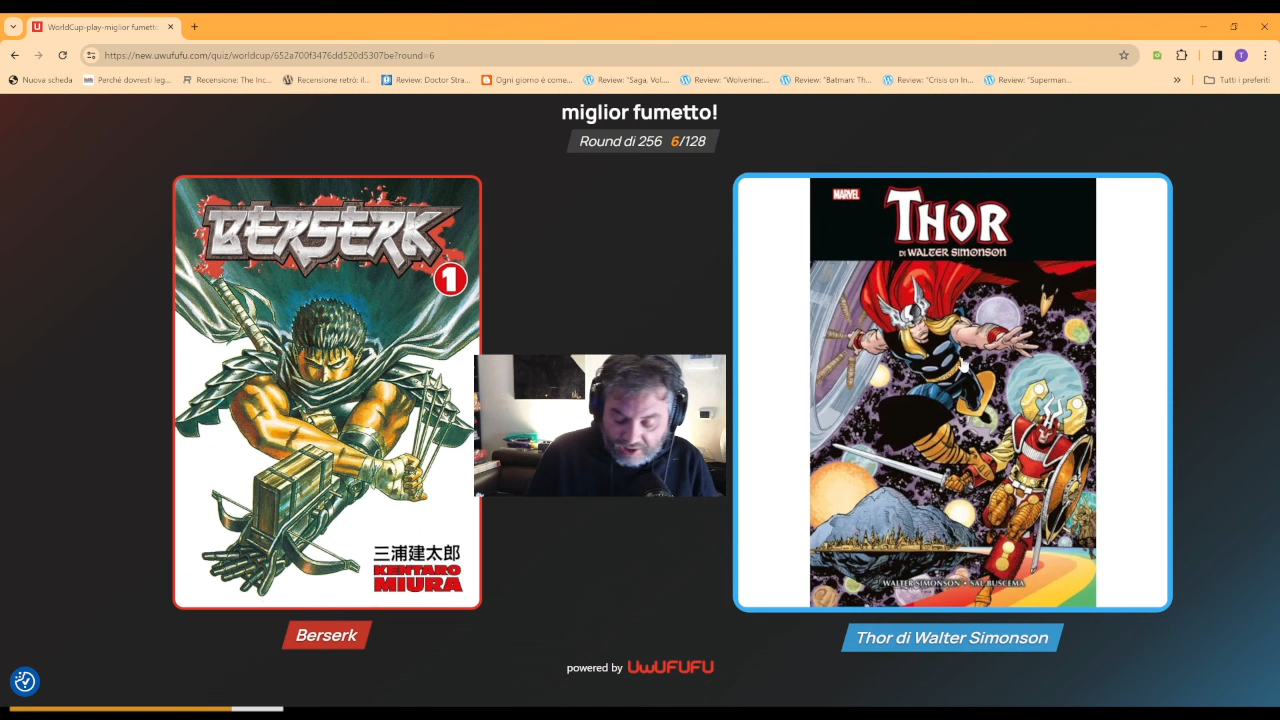 WorldCup-play-miglior fumetto
https://new.uwufufu.com/quiz/worldcup/652a700f3476dd520d5307be?round=6
T
Nuova scheda
Perché dovresti leg...
Recensione: The Inc...
Recensione retrò: il...
Review: Doctor Stra...
Ogni giorno è come...
Review: “Saga, Vol....
Review: “Wolverine:...
Review: “Batman: Th...
Review: “Crisis on In...
Review: “Superman...
»
Tutti i preferiti
miglior fumetto!
Round di 256 6/128
BERSERK
1
三浦建太郎
KENTARO
MIURA
MARVEL
THOR
DI WALTER SIMONSON
WALTER SIMONSON • SAL BUSCEMA
Berserk
Thor di Walter Simonson
powered by UwUFUFU